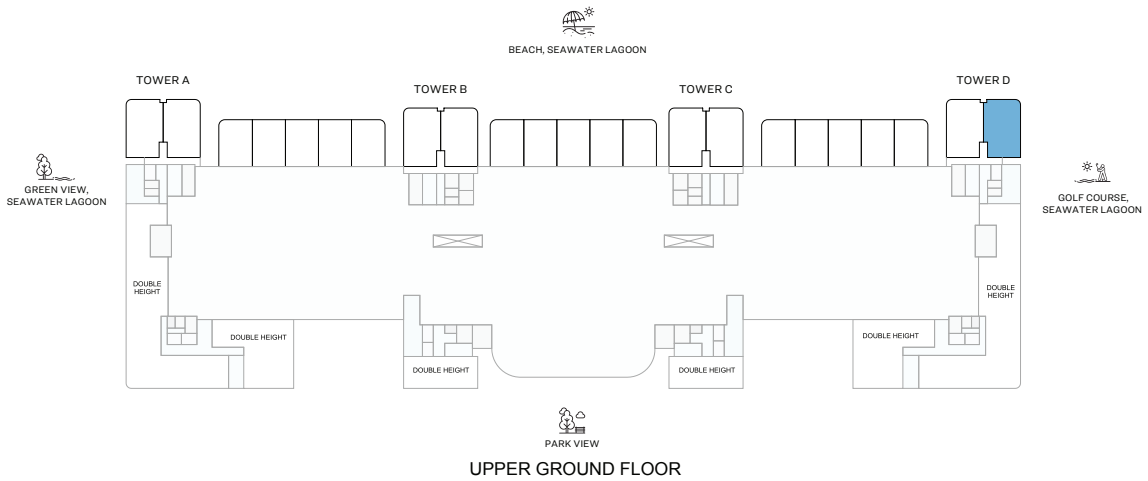 BEACH, SEAWATER LAGOON
TOWER A
TOWER B
TOWER C
TOWER D
GREEN VIEW,
SEAWATER LAGOON
GOLF COURSE,
SEAWATER LAGOON
DOUBLE
HEIGHT
DOUBLE
HEIGHT
DOUBLE HEIGHT
DOUBLE HEIGHT
DOUBLE HEIGHT
DOUBLE HEIGHT
PARK VIEW
UPPER GROUND FLOOR